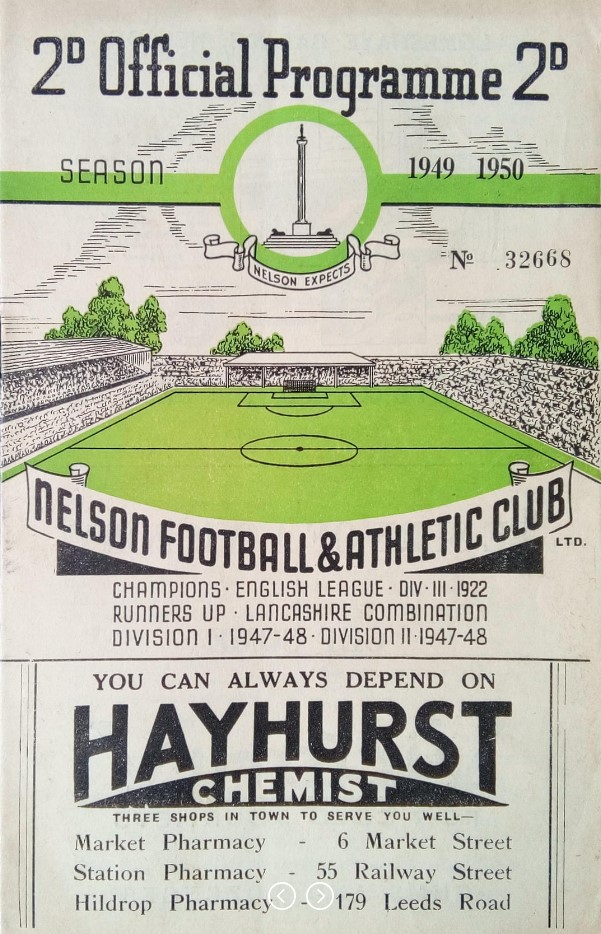 2D Official Programme 2D
SEASON 1949 1950
NELSON EXPECTS
No 32668
NELSON FOOTBALL & ATHLETIC CLUB
LTD.
CHAMPIONS · ENGLISH LEAGUE · DIV · III · 1922
RUNNERS UP · LANCASHIRE COMBINATION
DIVISION I · 1947-48 · DIVISION II · 1947-48
YOU CAN ALWAYS DEPEND ON
HAYHURST
CHEMIST
THREE SHOPS IN TOWN TO SERVE YOU WELL—
Market Pharmacy - 6 Market Street
Station Pharmacy - 55 Railway Street
Hildrop Pharmacy - 179 Leeds Road